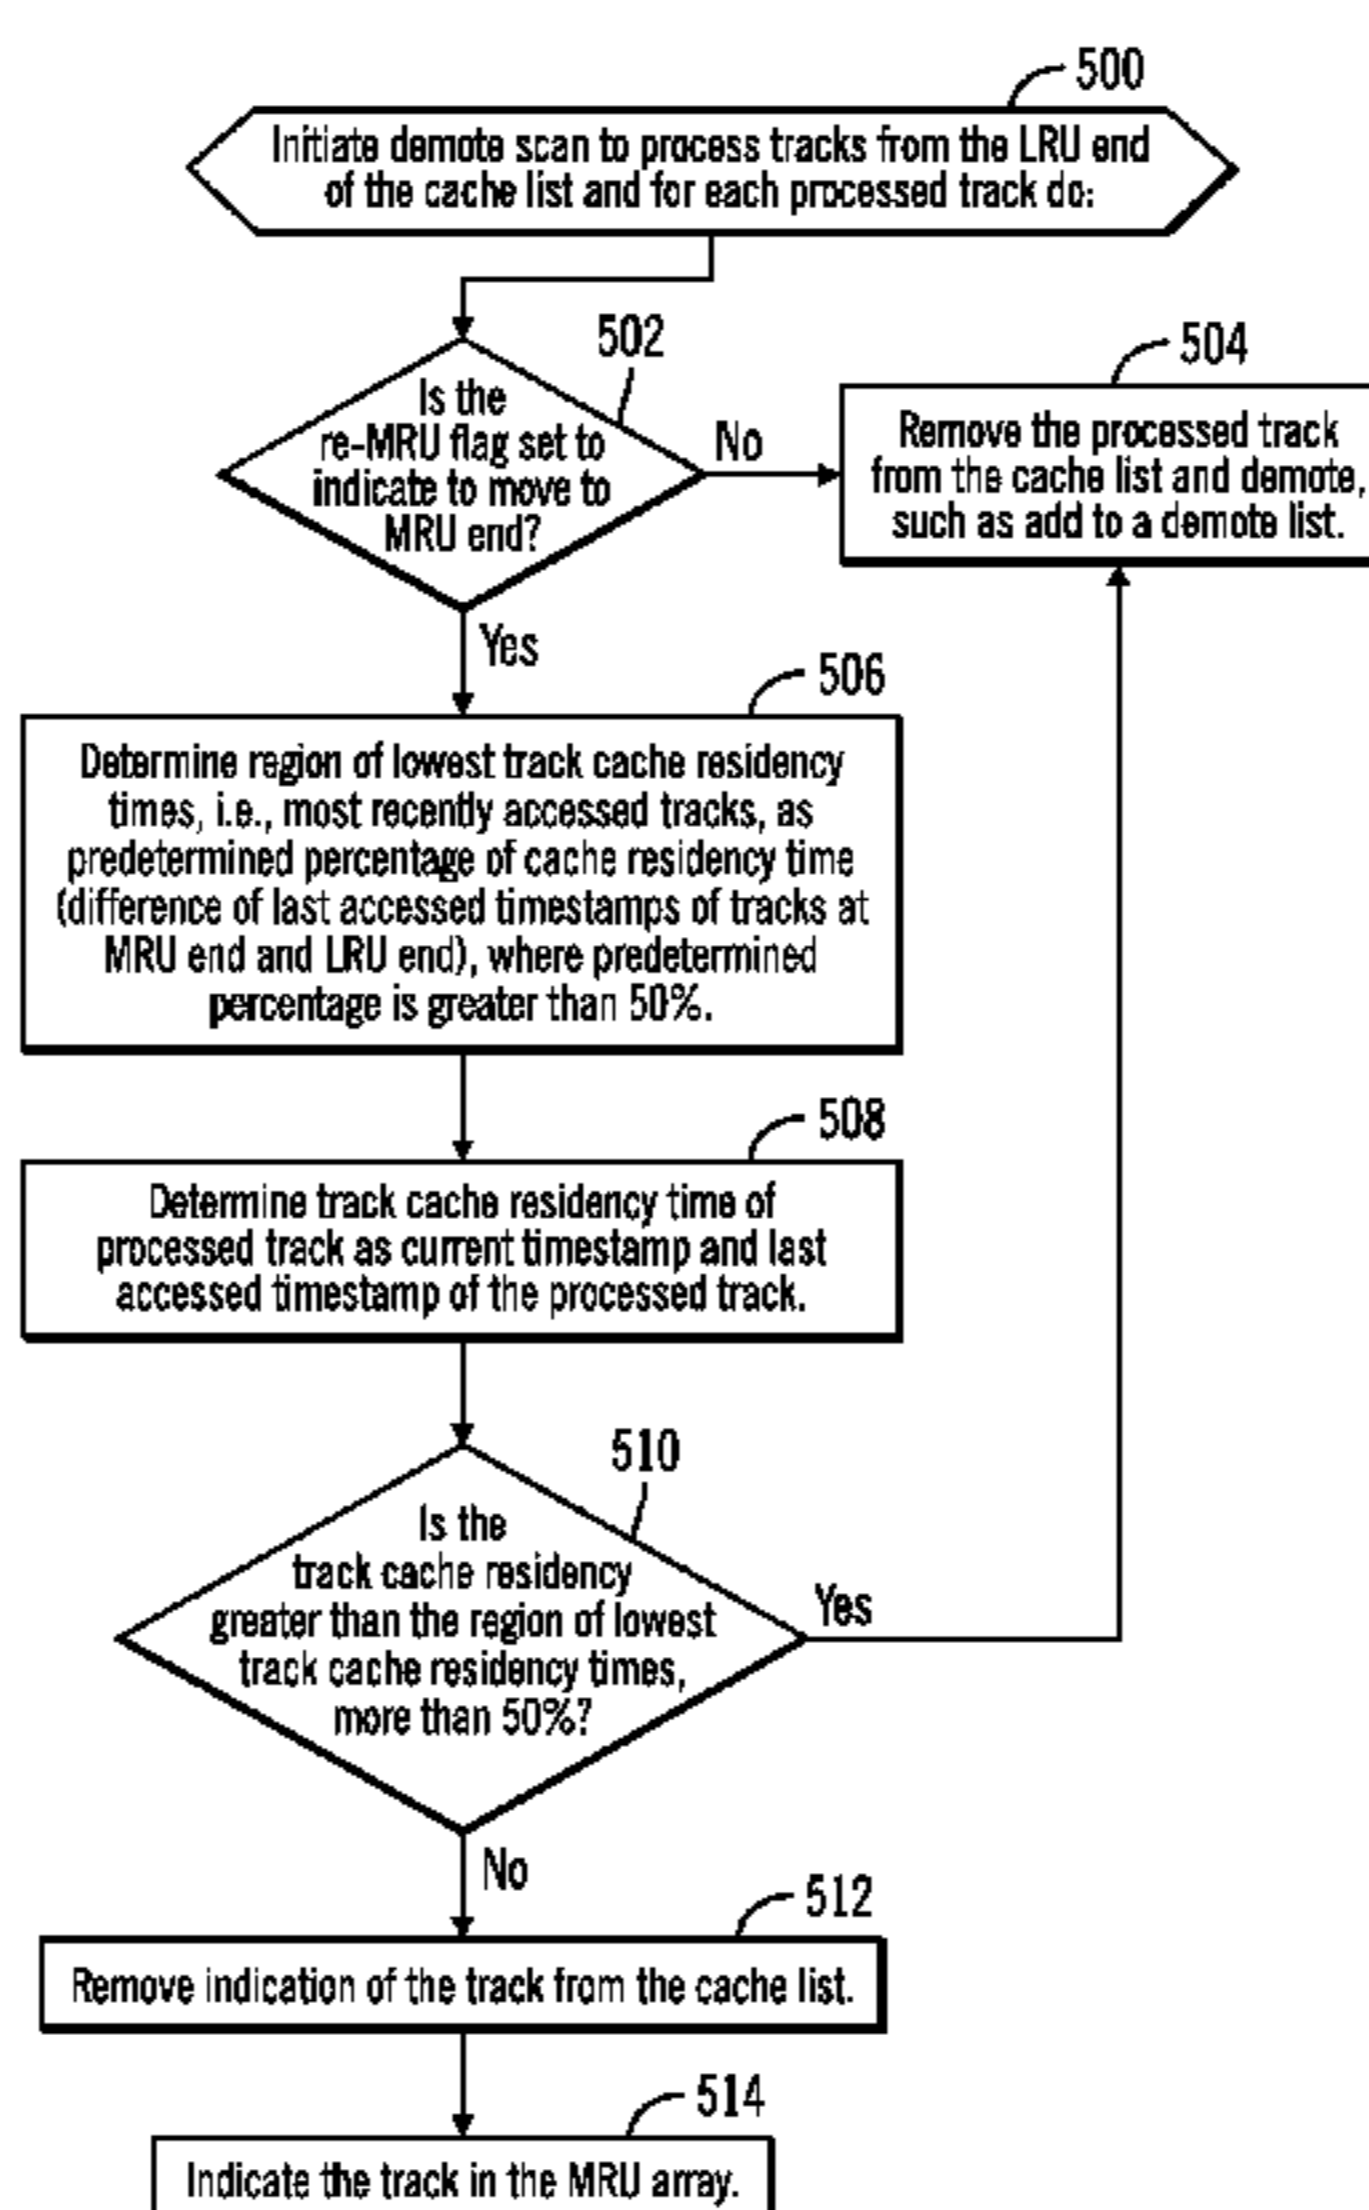 500
Initiate demote scan to process tracks from the LRU end
of the cache list and for each processed track do:
502
Is the
re-MRU flag set to
indicate to move to
MRU end?
No
504
Remove the processed track
from the cache list and demote,
such as add to a demote list.
Yes
506
Determine region of lowest track cache residency
times, i.e., most recently accessed tracks, as
predetermined percentage of cache residency time
(difference of last accessed timestamps of tracks at
MRU end and LRU end), where predetermined
percentage is greater than 50%.
508
Determine track cache residency time of
processed track as current timestamp and last
accessed timestamp of the processed track.
510
Is the
track cache residency
greater than the region of lowest
track cache residency times,
more than 50%?
Yes
No
512
Remove indication of the track from the cache list.
514
Indicate the track in the MRU array.